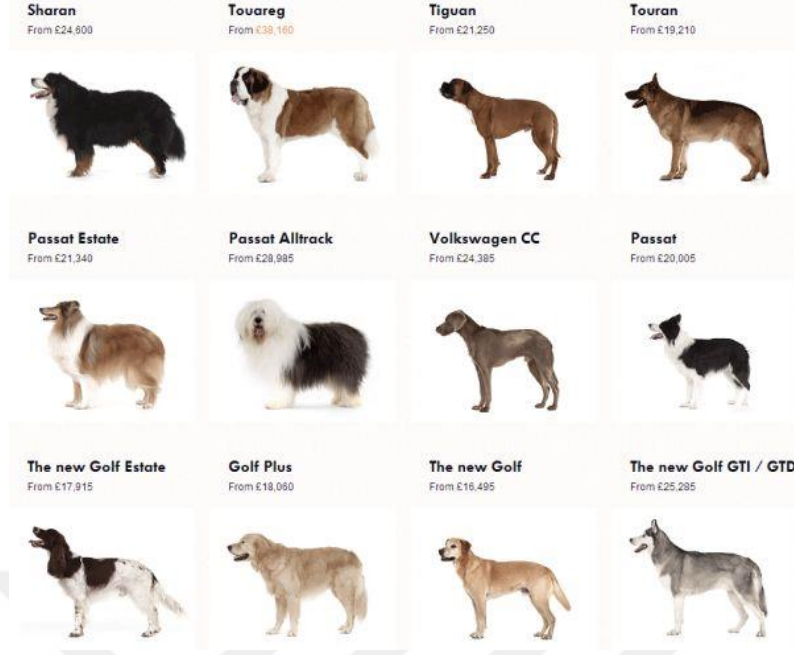 Sharan
From £24,600
Touareg
From £38,160
Tiguan
From £21,250
Touran
From £19,210
Passat Estate
From £21,340
Passat Alltrack
From £28,985
Volkswagen CC
From £24,385
Passat
From £20,005
The new Golf Estate
From £17,915
Golf Plus
From £18,060
The new Golf
From £16,495
The new Golf GTI / GTD
From £25,285